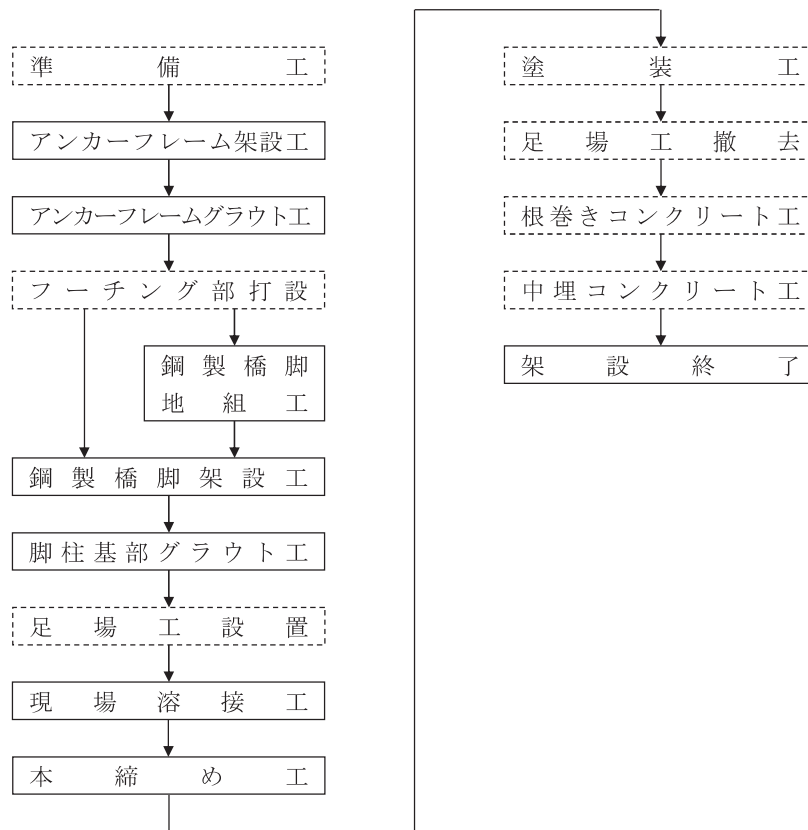 準備工
アンカーフレーム架設工
アンカーフレームグラウト工
フーチング部打設
鋼製橋脚
地組工
鋼製橋脚架設工
脚柱基部グラウト工
足場工設置
現場溶接工
本締め工
塗装工
足場工撤去
根巻きコンクリート工
中埋コンクリート工
架設終了